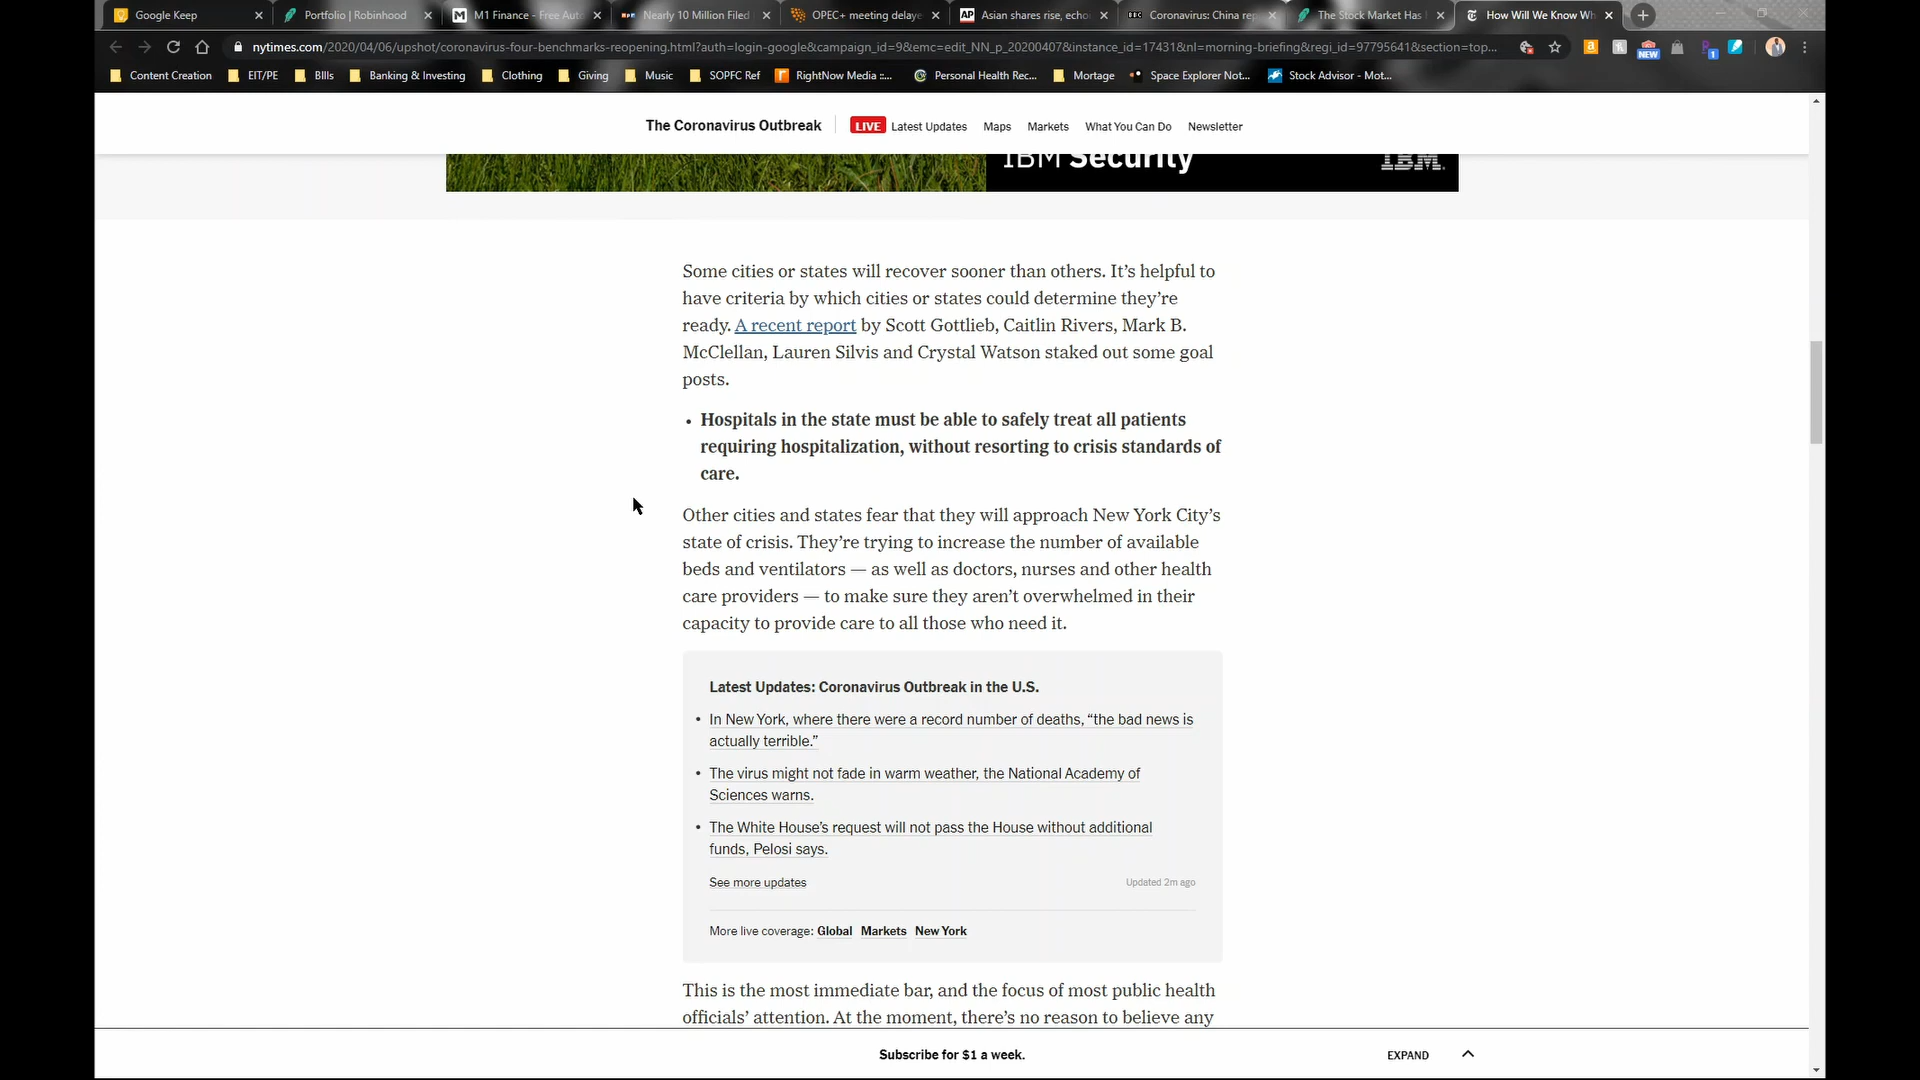 Google Keep
Portfolio | Robinhood
M1 Finance - Free Auto
Nearly 10 Million Filed
OPEC+ meeting delaye
AP Asian shares rise, echo
BBC Coronavirus: China rep
The Stock Market Has
How Will We Know Wh
nytimes.com/2020/04/06/upshot/coronavirus-four-benchmarks-reopening.html?auth=login-google&campaign_id=9&emc=edit_NN_p_20200407&instance_id=17431&nl=morning-briefing&regi_id=97795641&section=top...
NEW
1
Content Creation
EIT/PE
BIlls
Banking & Investing
Clothing
Giving
Music
SOPFC Ref
RightNow Media ::...
Personal Health Rec...
Mortage
Space Explorer Not...
Stock Advisor - Mot...
The Coronavirus Outbreak
LIVE Latest Updates
Maps
Markets
What You Can Do
Newsletter
IBM Security
IBM
Some cities or states will recover sooner than others. It’s helpful to
have criteria by which cities or states could determine they’re
ready. A recent report by Scott Gottlieb, Caitlin Rivers, Mark B.
McClellan, Lauren Silvis and Crystal Watson staked out some goal
posts.
• Hospitals in the state must be able to safely treat all patients
requiring hospitalization, without resorting to crisis standards of
care.
Other cities and states fear that they will approach New York City’s
state of crisis. They’re trying to increase the number of available
beds and ventilators — as well as doctors, nurses and other health
care providers — to make sure they aren’t overwhelmed in their
capacity to provide care to all those who need it.
Latest Updates: Coronavirus Outbreak in the U.S.
• In New York, where there were a record number of deaths, “the bad news is
actually terrible.”
• The virus might not fade in warm weather, the National Academy of
Sciences warns.
• The White House’s request will not pass the House without additional
funds, Pelosi says.
See more updates
Updated 2m ago
More live coverage: Global Markets New York
This is the most immediate bar, and the focus of most public health
officials’ attention. At the moment, there’s no reason to believe any
Subscribe for $1 a week.
EXPAND